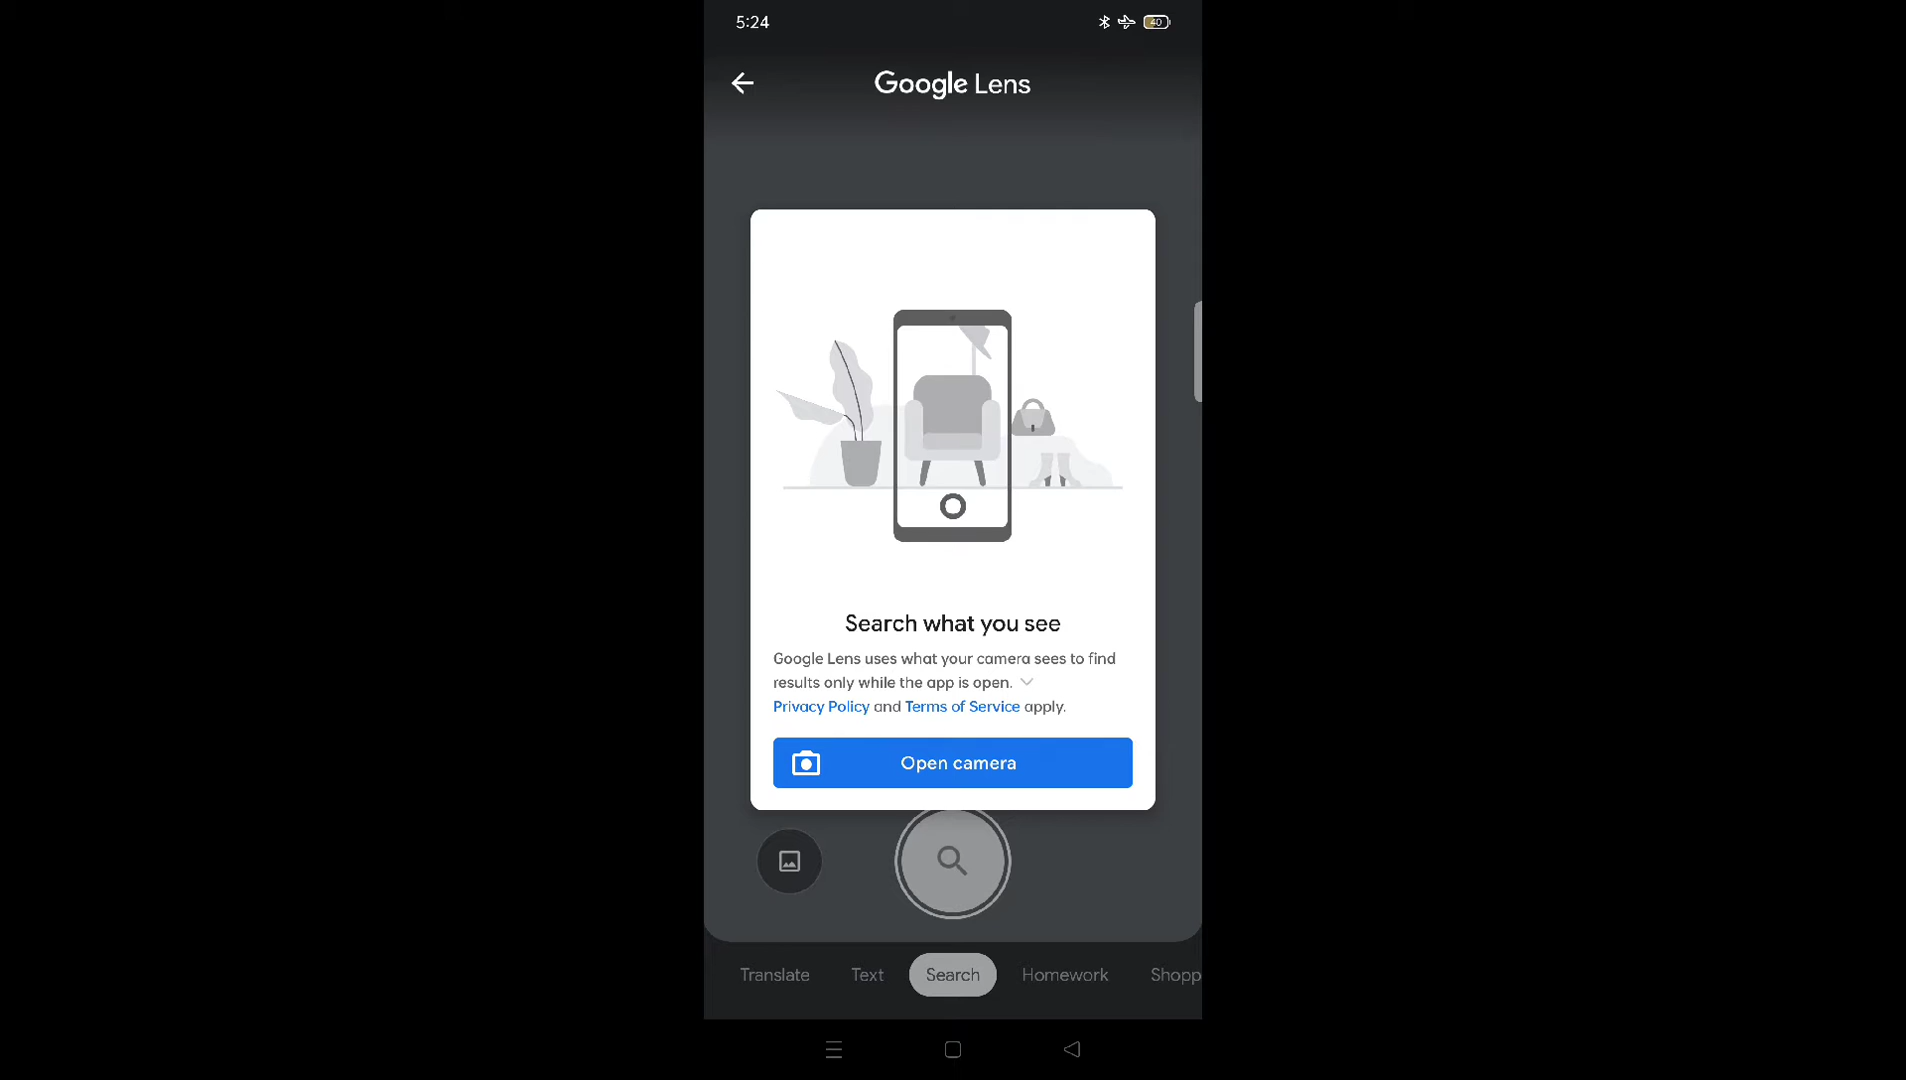 5:24
40
Google Lens
Search what you see
Google Lens uses what your camera sees to find
results only while the app is open.
Privacy Policy and Terms of Service apply.
Open camera
Translate Text Search Homework Shopp